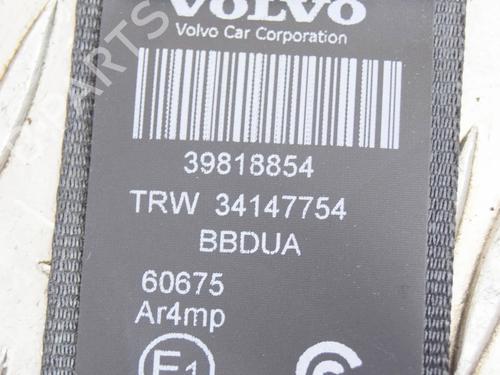 VOLVO
Volvo Car Corporation
39818854
TRW 34147754
BBDUA
60675
Ar4mp
E1